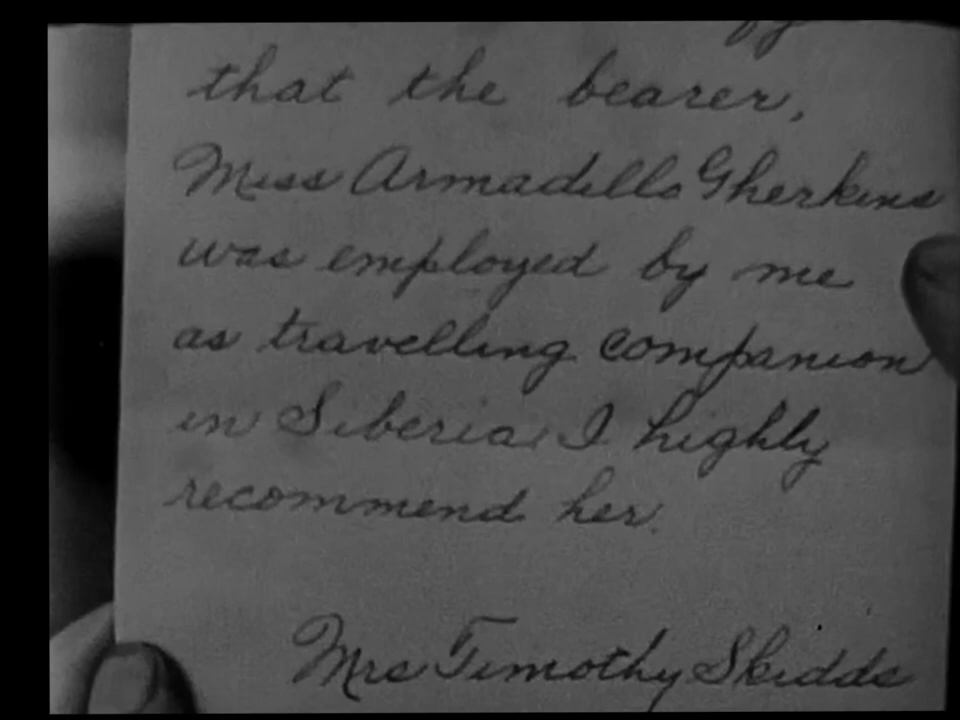 that the bearer,
Miss Armadillo Gherkins
was employed by me
as travelling companion
in Siberia. I highly
recommend her.
Mrs Timothy Skidds